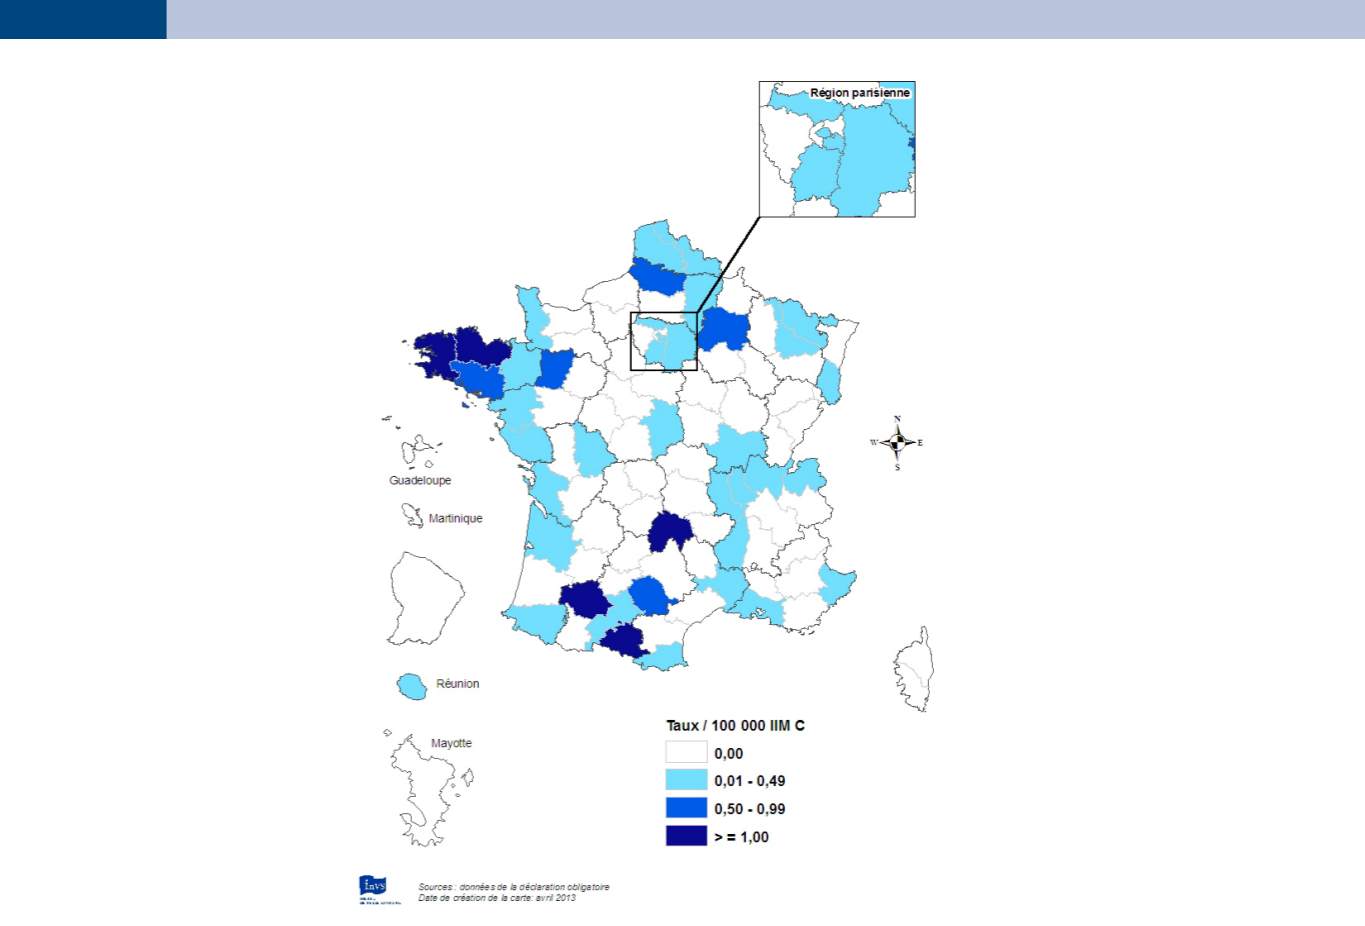 Région parisienne
N
W E
S
Guadeloupe
Martinique
Réunion
Mayotte
Taux / 100 000 IIM C
0,00
0,01 - 0,49
0,50 - 0,99
> = 1,00
invs
Sources : données de la déclaration obligatoire
Date de création de la carte: avril 2013